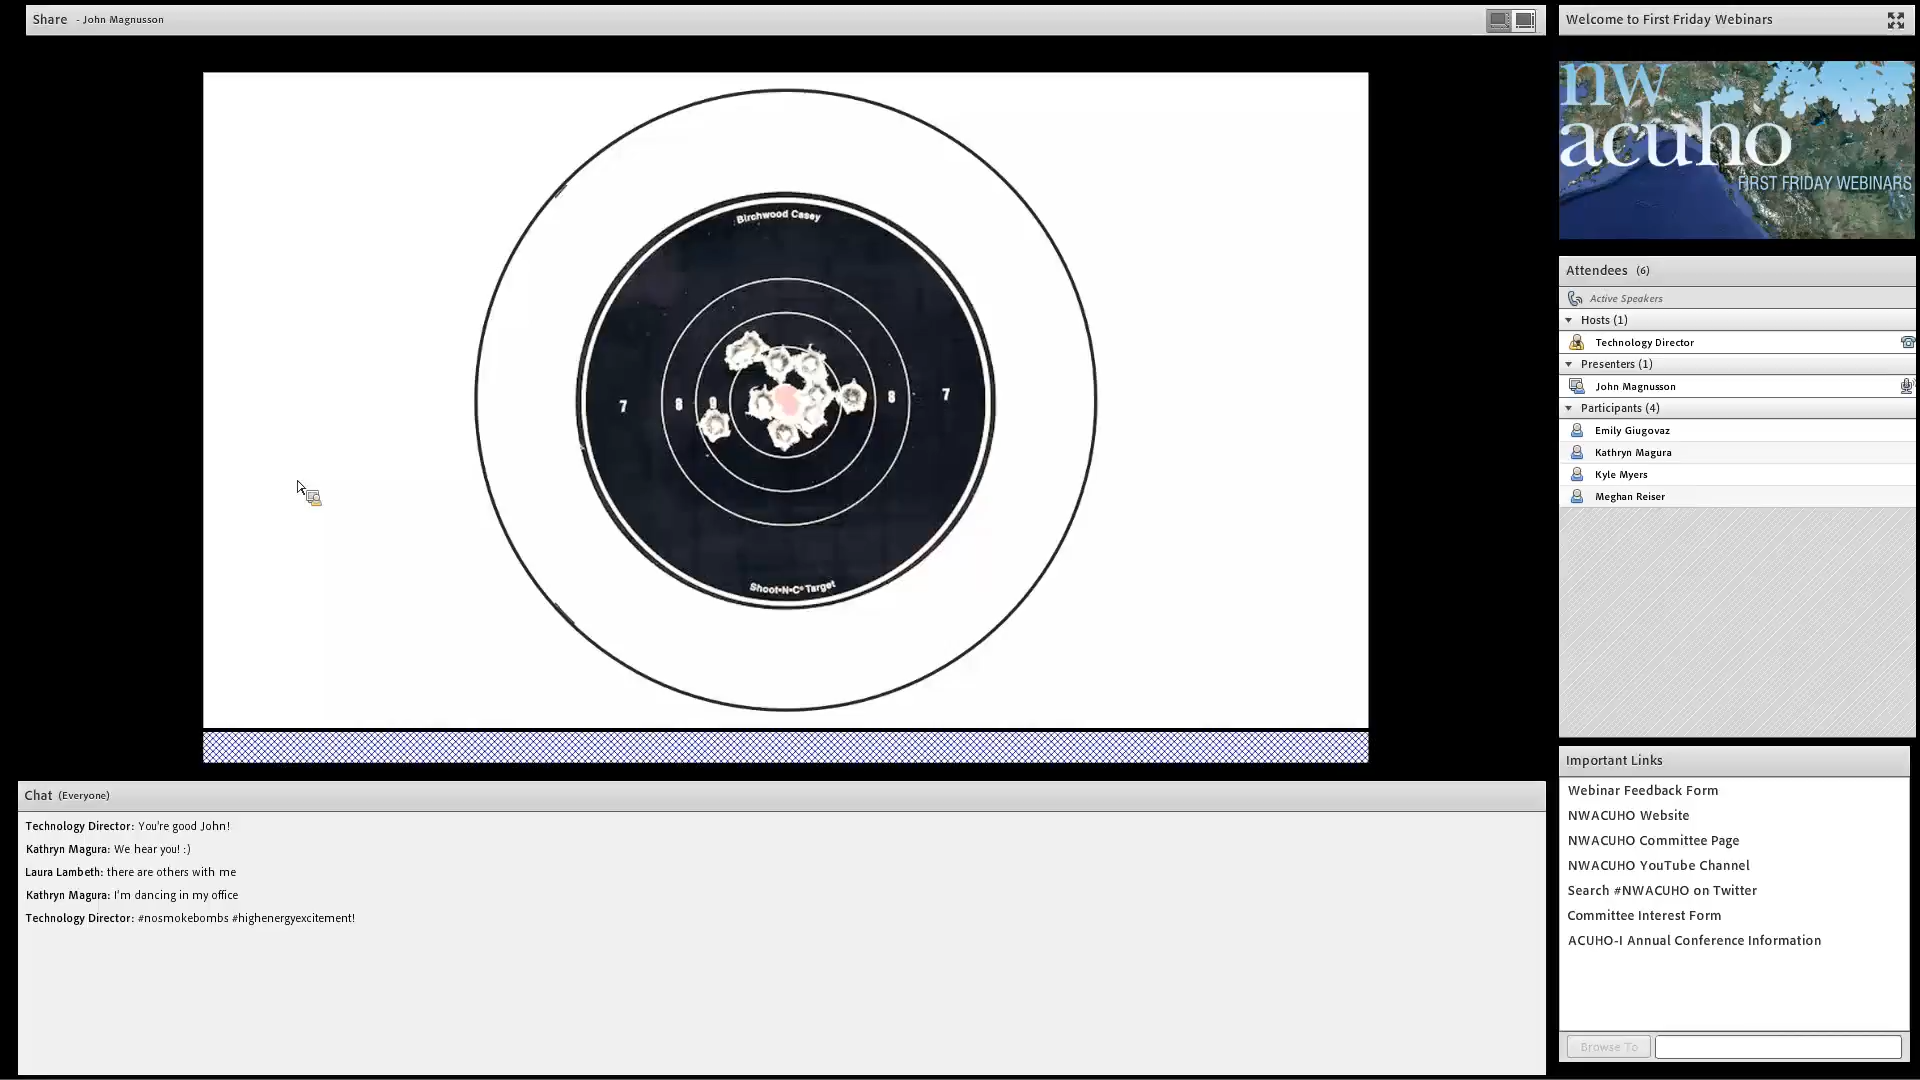 Share - John Magnusson
Birchwood Casey
7 8 9 8 7
Shoot•N•C® Target
Chat (Everyone)
Technology Director: You're good John!
Kathryn Magura: We hear you! :)
Laura Lambeth: there are others with me
Kathryn Magura: I'm dancing in my office
Technology Director: #nosmokebombs #highenergyexcitement!
Welcome to First Friday Webinars
nw
acuho
FIRST FRIDAY WEBINARS
Attendees (6)
Active Speakers
Hosts (1)
Technology Director
Presenters (1)
John Magnusson
Participants (4)
Emily Giugovaz
Kathryn Magura
Kyle Myers
Meghan Reiser
Important Links
Webinar Feedback Form
NWACUHO Website
NWACUHO Committee Page
NWACUHO YouTube Channel
Search #NWACUHO on Twitter
Committee Interest Form
ACUHO-I Annual Conference Information
Browse To